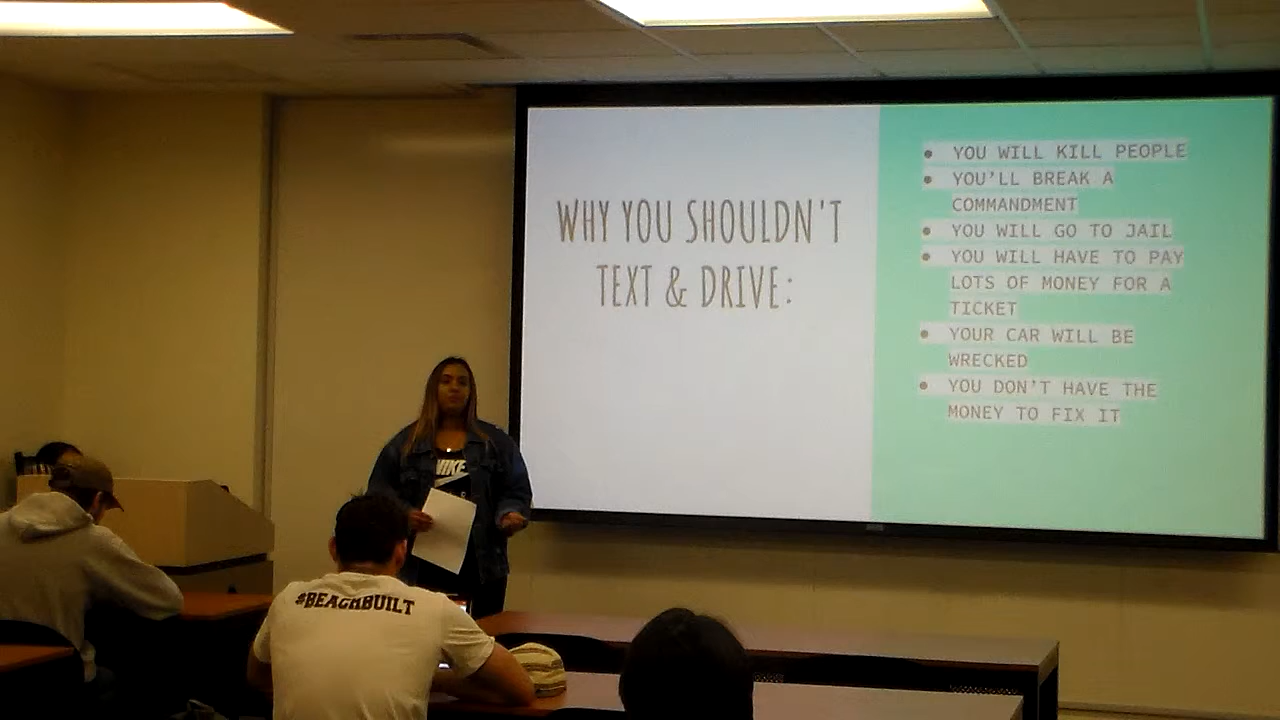 WHY YOU SHOULDN'T
TEXT & DRIVE:
● YOU WILL KILL PEOPLE
● YOU'LL BREAK A
COMMANDMENT
● YOU WILL GO TO JAIL
● YOU WILL HAVE TO PAY
LOTS OF MONEY FOR A
TICKET
● YOUR CAR WILL BE
WRECKED
● YOU DON'T HAVE THE
MONEY TO FIX IT
NIKE
#BEACHBUILT